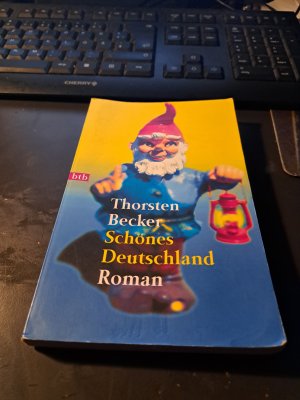 CHERRY
btb
Thorsten
Becker
Schönes
Deutschland
Roman